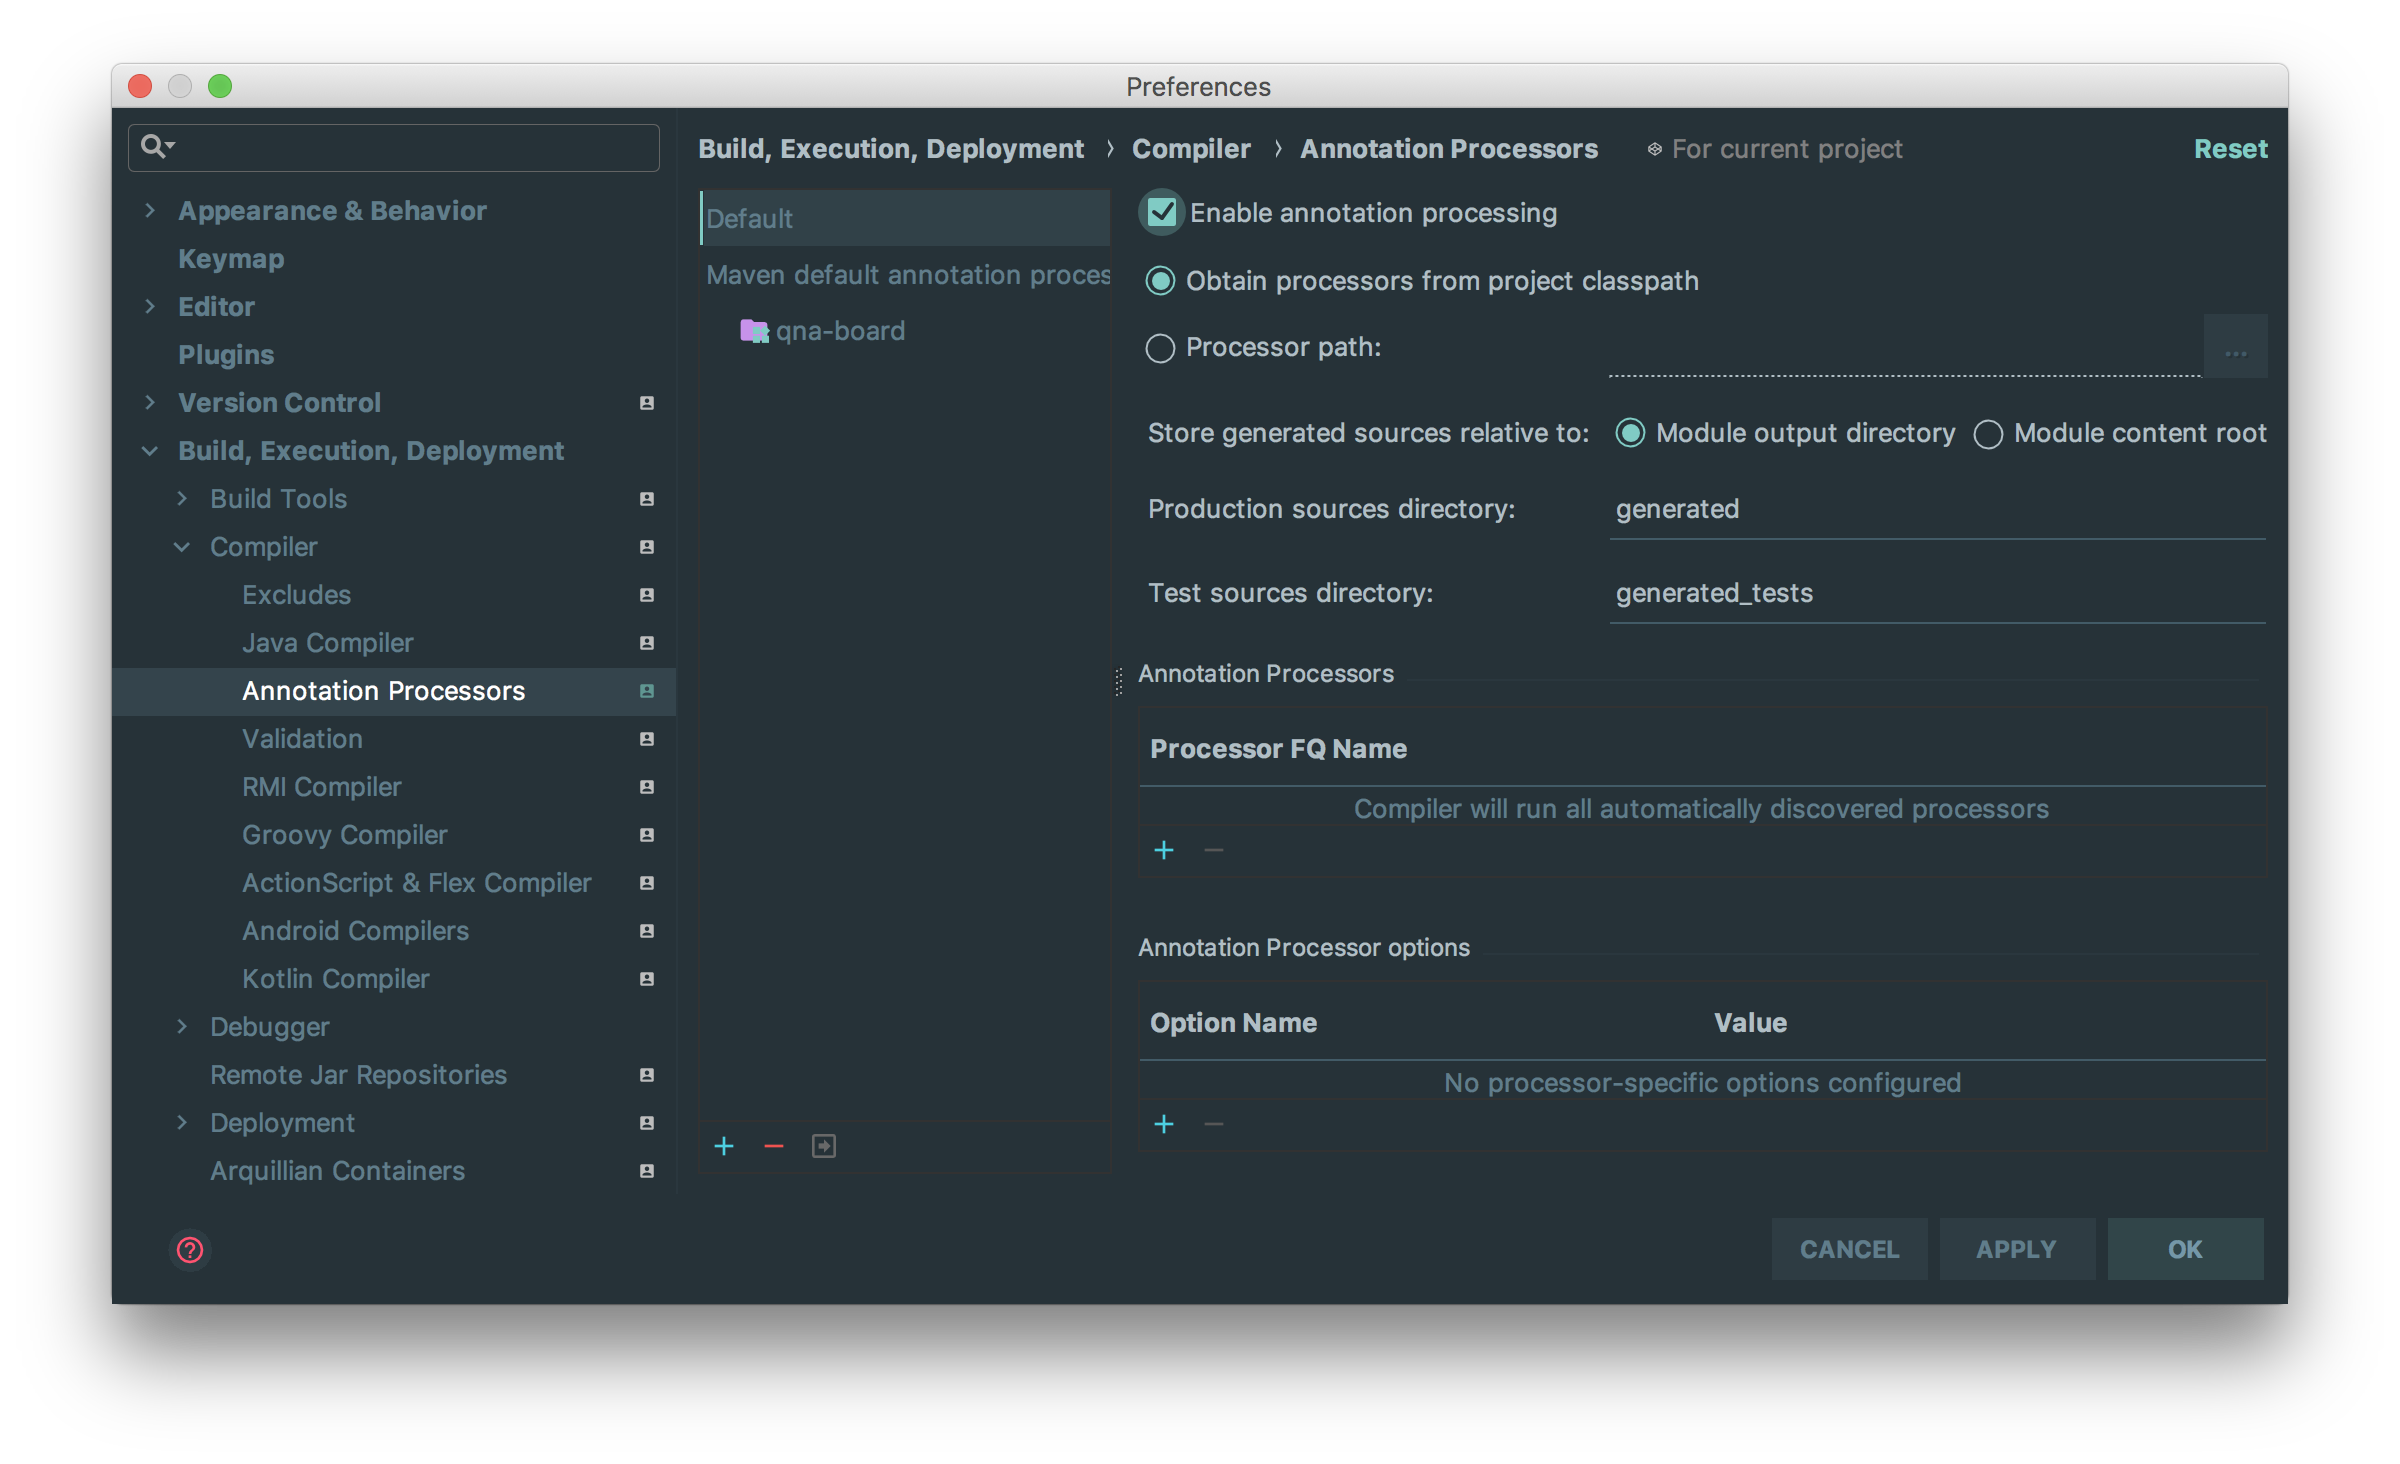 Preferences
Build, Execution, Deployment › Compiler › Annotation Processors For current project Reset
Appearance & Behavior
Keymap
Editor
Plugins
Version Control
Build, Execution, Deployment
Build Tools
Compiler
Excludes
Java Compiler
Annotation Processors
Validation
RMI Compiler
Groovy Compiler
ActionScript & Flex Compiler
Android Compilers
Kotlin Compiler
Debugger
Remote Jar Repositories
Deployment
Arquillian Containers
Default
Maven default annotation proces
qna-board
Enable annotation processing
Obtain processors from project classpath
Processor path:
...
Store generated sources relative to: Module output directory Module content root
Production sources directory: generated
Test sources directory: generated_tests
Annotation Processors
Processor FQ Name
Compiler will run all automatically discovered processors
Annotation Processor options
Option Name Value
No processor-specific options configured
CANCEL APPLY OK